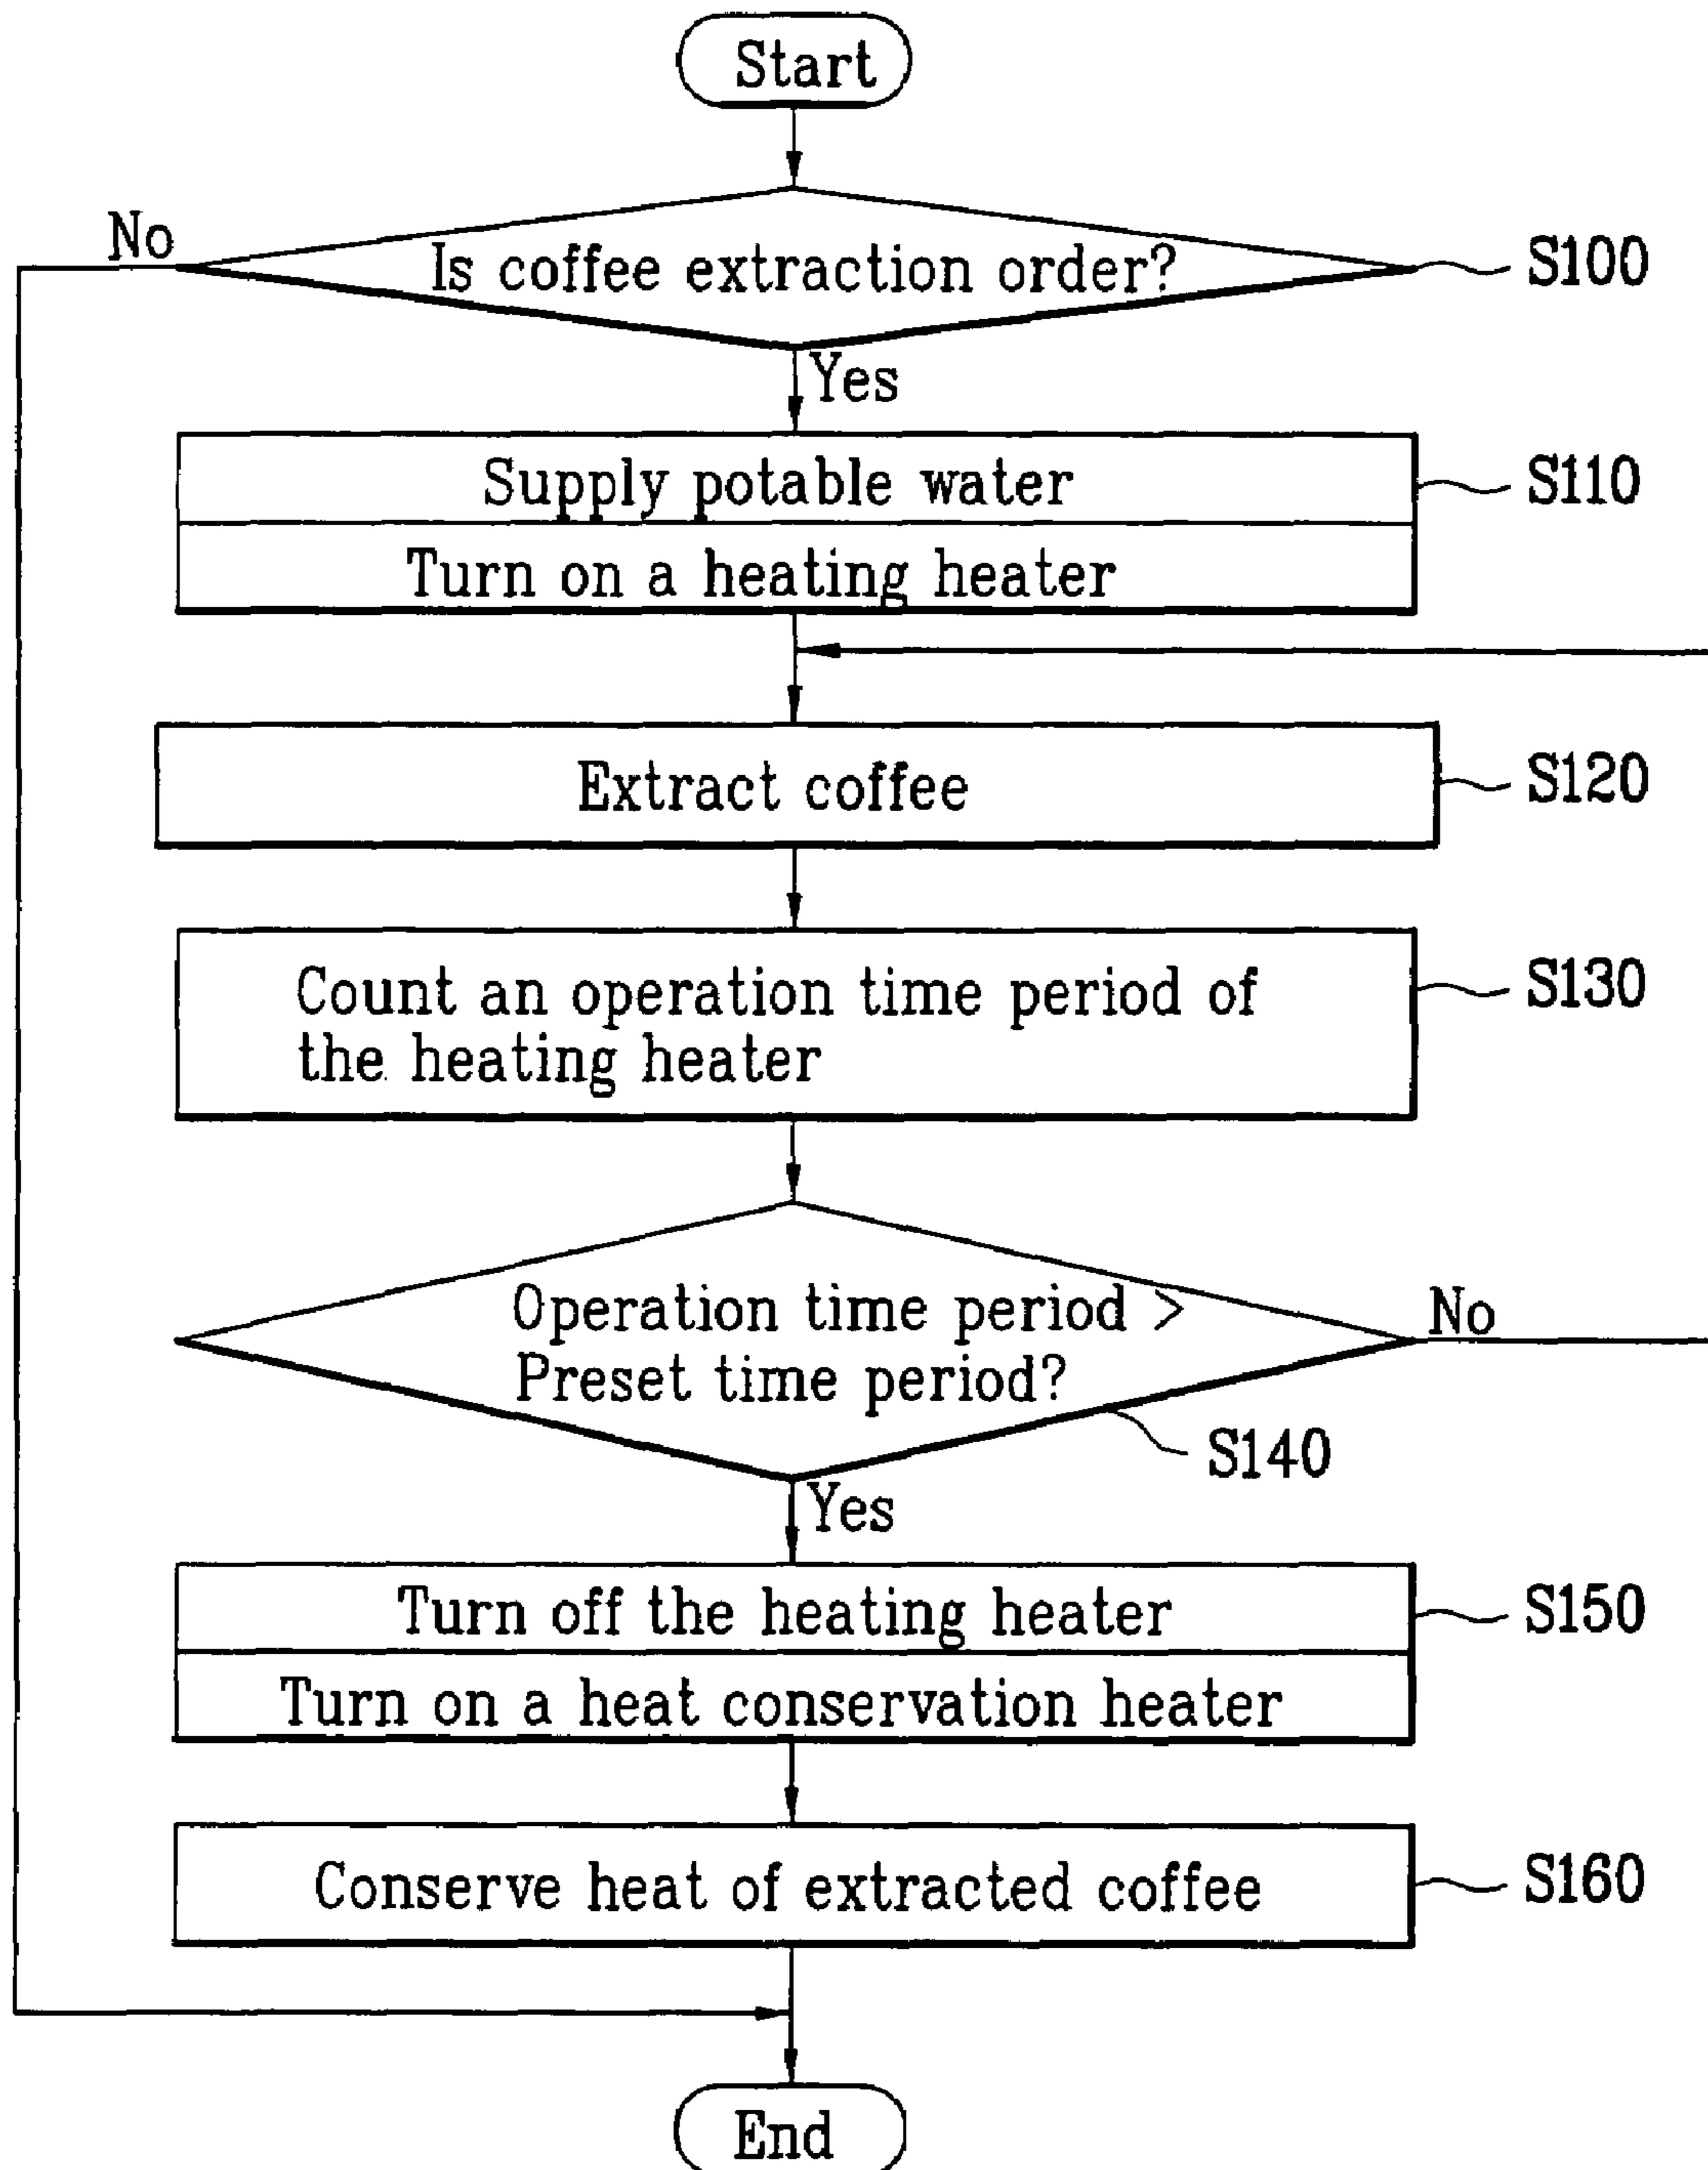 Start
No
Is coffee extraction order?
S100
Yes
Supply potable water
S110
Turn on a heating heater
Extract coffee
S120
Count an operation time period of
the heating heater
S130
Operation time period >
Preset time period?
No
S140
Yes
Turn off the heating heater
S150
Turn on a heat conservation heater
Conserve heat of extracted coffee
S160
End